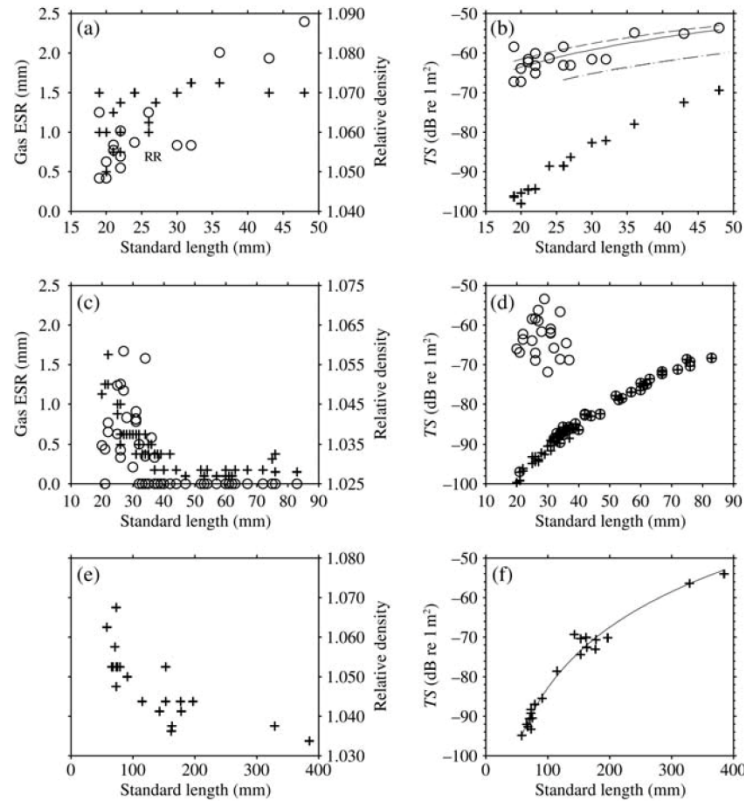 (a)
2.5
2.0
1.5
1.0
0.5
0.0
Gas ESR (mm)
RR
1.090
1.080
1.070
1.060
1.050
1.040
Relative density
15 20 25 30 35 40 45 50
Standard length (mm)
(b)
−50
−60
−70
−80
−90
−100
TS (dB re 1 m²)
15 20 25 30 35 40 45 50
Standard length (mm)
(c)
2.5
2.0
1.5
1.0
0.5
0.0
Gas ESR (mm)
1.075
1.065
1.055
1.045
1.035
1.025
Relative density
10 20 30 40 50 60 70 80 90
Standard length (mm)
(d)
−50
−60
−70
−80
−90
−100
TS (dB re 1 m²)
10 20 30 40 50 60 70 80 90
Standard length (mm)
(e)
1.080
1.070
1.060
1.050
1.040
1.030
Relative density
0 100 200 300 400
Standard length (mm)
(f)
−50
−60
−70
−80
−90
−100
TS (dB re 1 m²)
0 100 200 300 400
Standard length (mm)